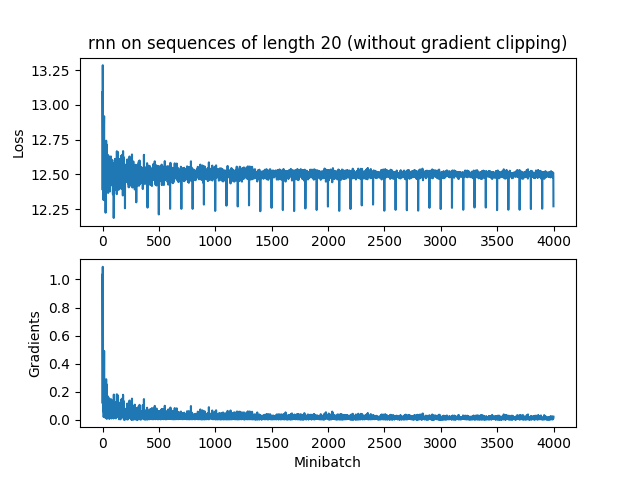 rnn on sequences of length 20 (without gradient clipping)
13.25
13.00
12.75
12.50
12.25
Loss
0 500 1000 1500 2000 2500 3000 3500 4000
1.0
0.8
0.6
0.4
0.2
0.0
Gradients
0 500 1000 1500 2000 2500 3000 3500 4000
Minibatch